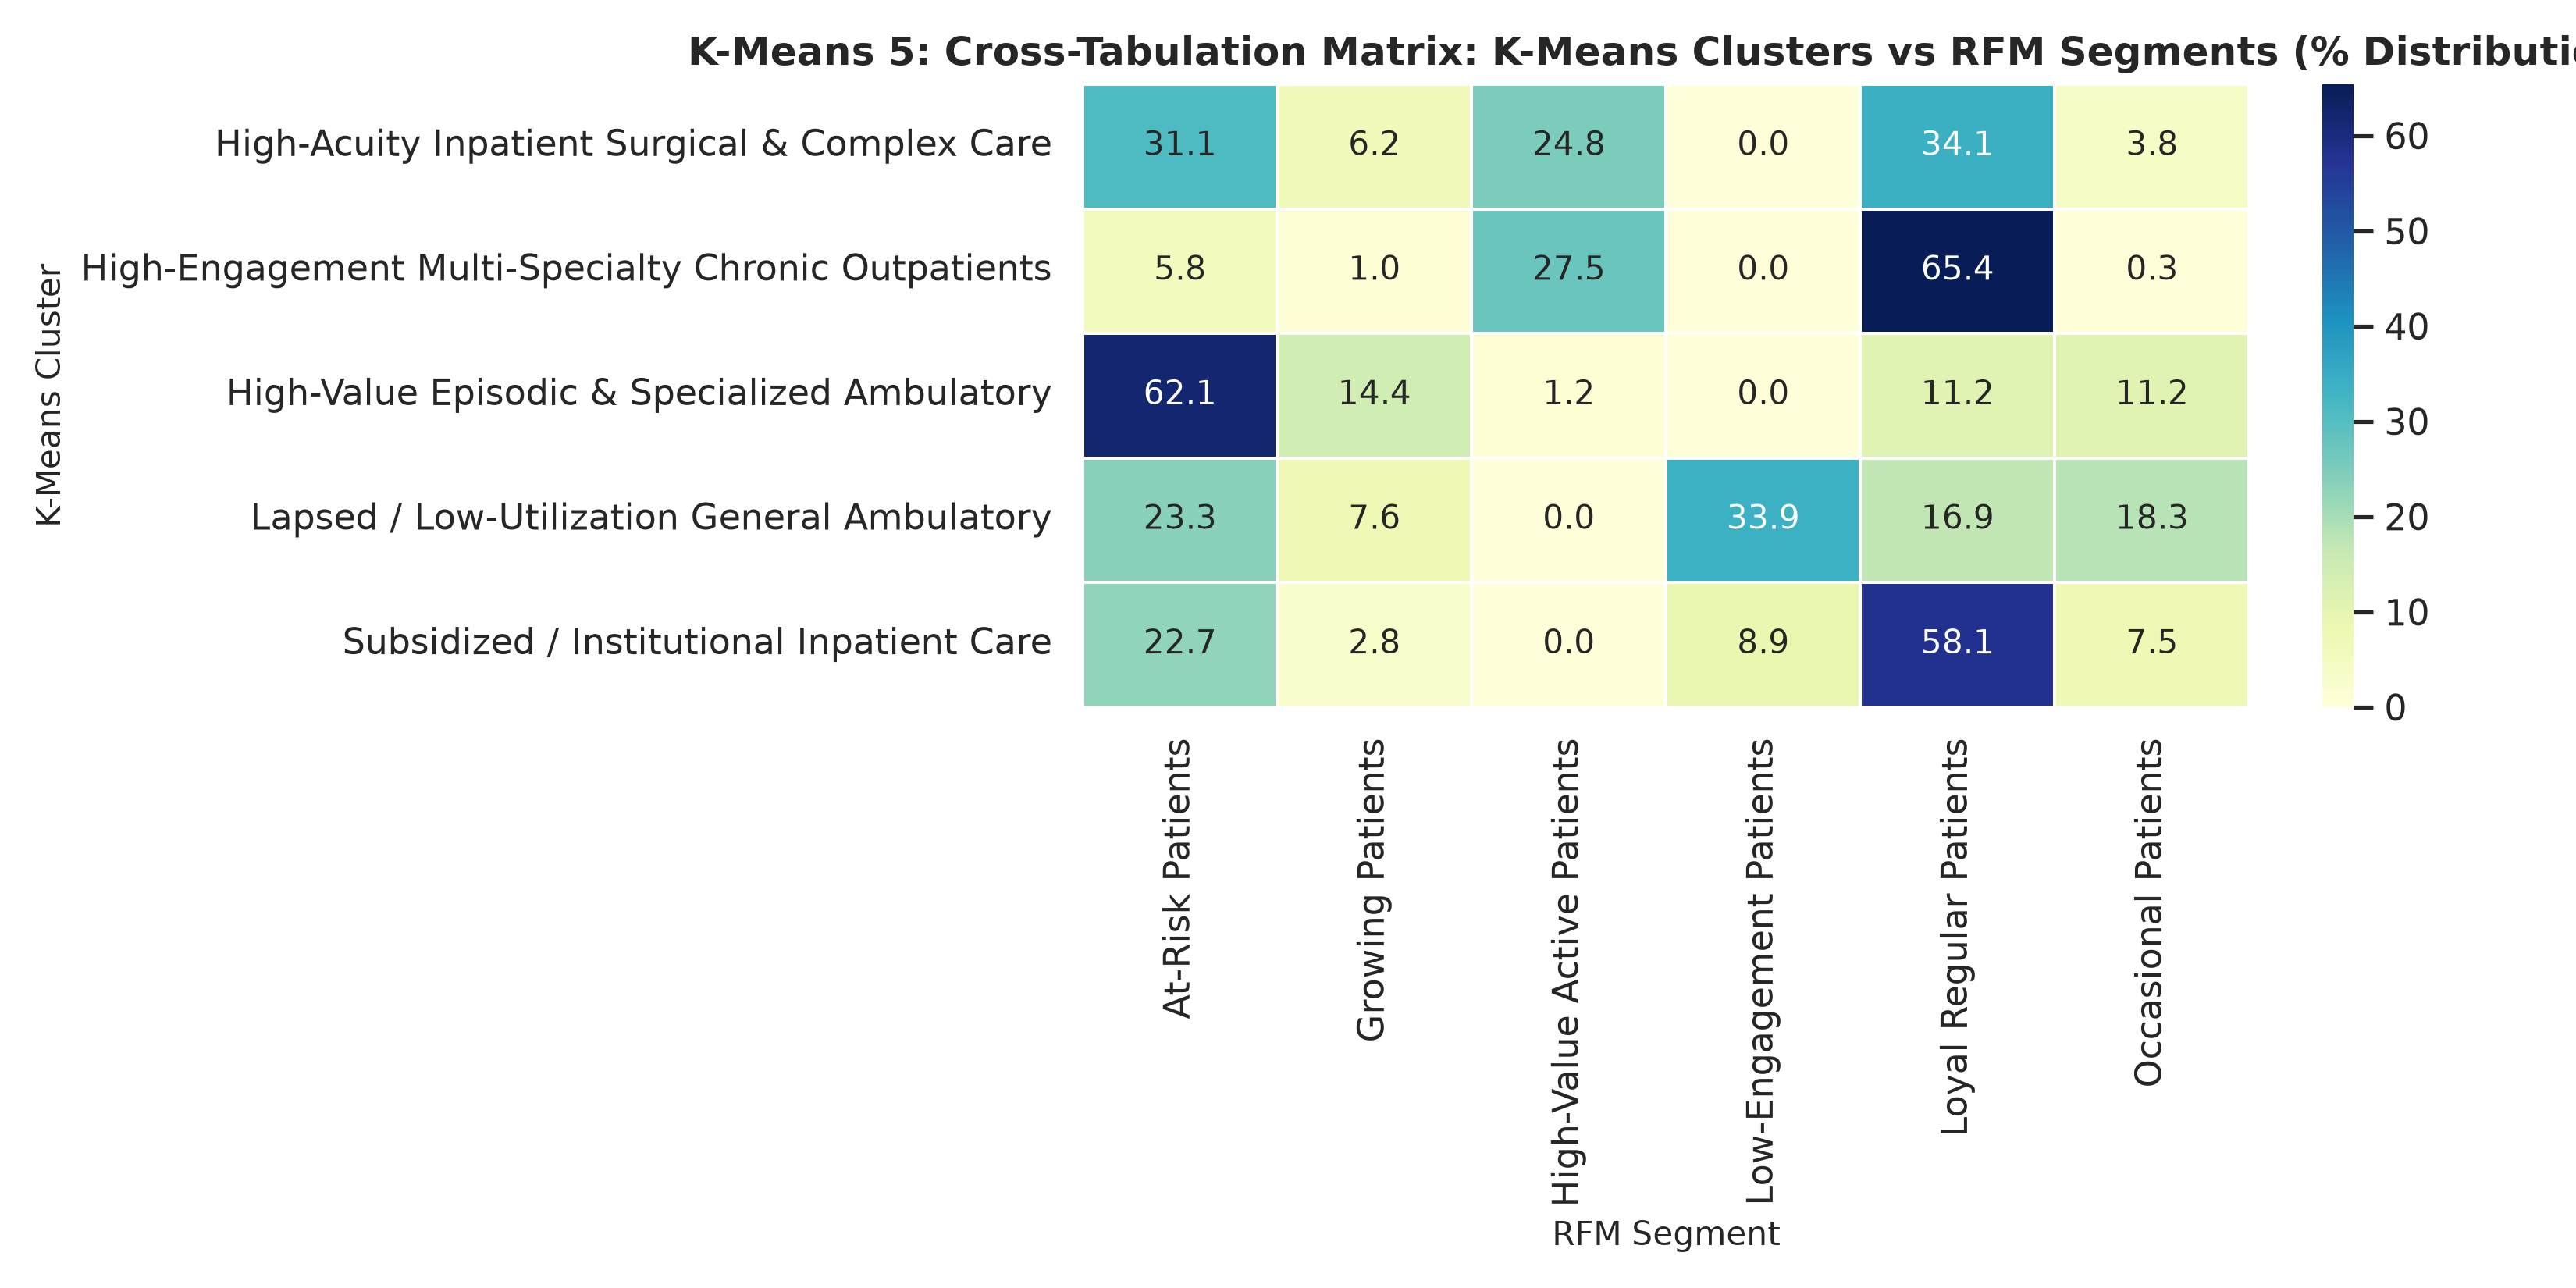 K-Means 5: Cross-Tabulation Matrix: K-Means Clusters vs RFM Segments (% Distributi
K-Means Cluster
High-Acuity Inpatient Surgical & Complex Care 31.1 6.2 24.8 0.0 34.1 3.8
High-Engagement Multi-Specialty Chronic Outpatients 5.8 1.0 27.5 0.0 65.4 0.3
High-Value Episodic & Specialized Ambulatory 62.1 14.4 1.2 0.0 11.2 11.2
Lapsed / Low-Utilization General Ambulatory 23.3 7.6 0.0 33.9 16.9 18.3
Subsidized / Institutional Inpatient Care 22.7 2.8 0.0 8.9 58.1 7.5
60
50
40
30
20
10
0
At-Risk Patients
Growing Patients
High-Value Active Patients
Low-Engagement Patients
Loyal Regular Patients
Occasional Patients
RFM Segment